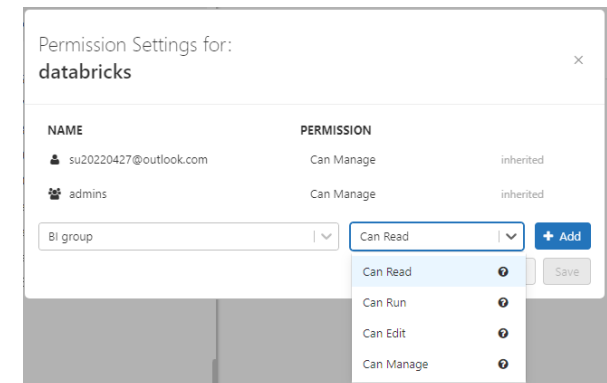 Permission Settings for:
databricks
×
NAME PERMISSION
su20220427@outlook.com Can Manage inherited
admins Can Manage inherited
BI group Can Read + Add
Can Read
Save
Can Run
Can Edit
Can Manage